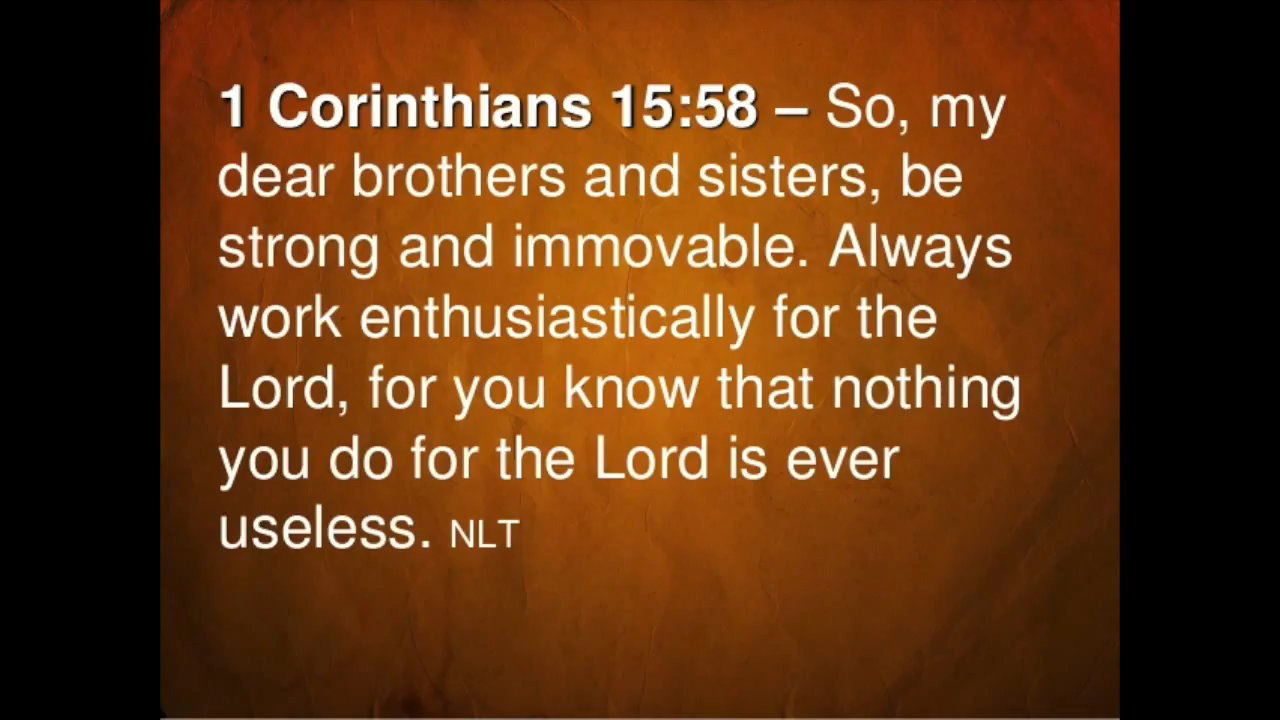 1 Corinthians 15:58 – So, my
dear brothers and sisters, be
strong and immovable. Always
work enthusiastically for the
Lord, for you know that nothing
you do for the Lord is ever
useless. NLT